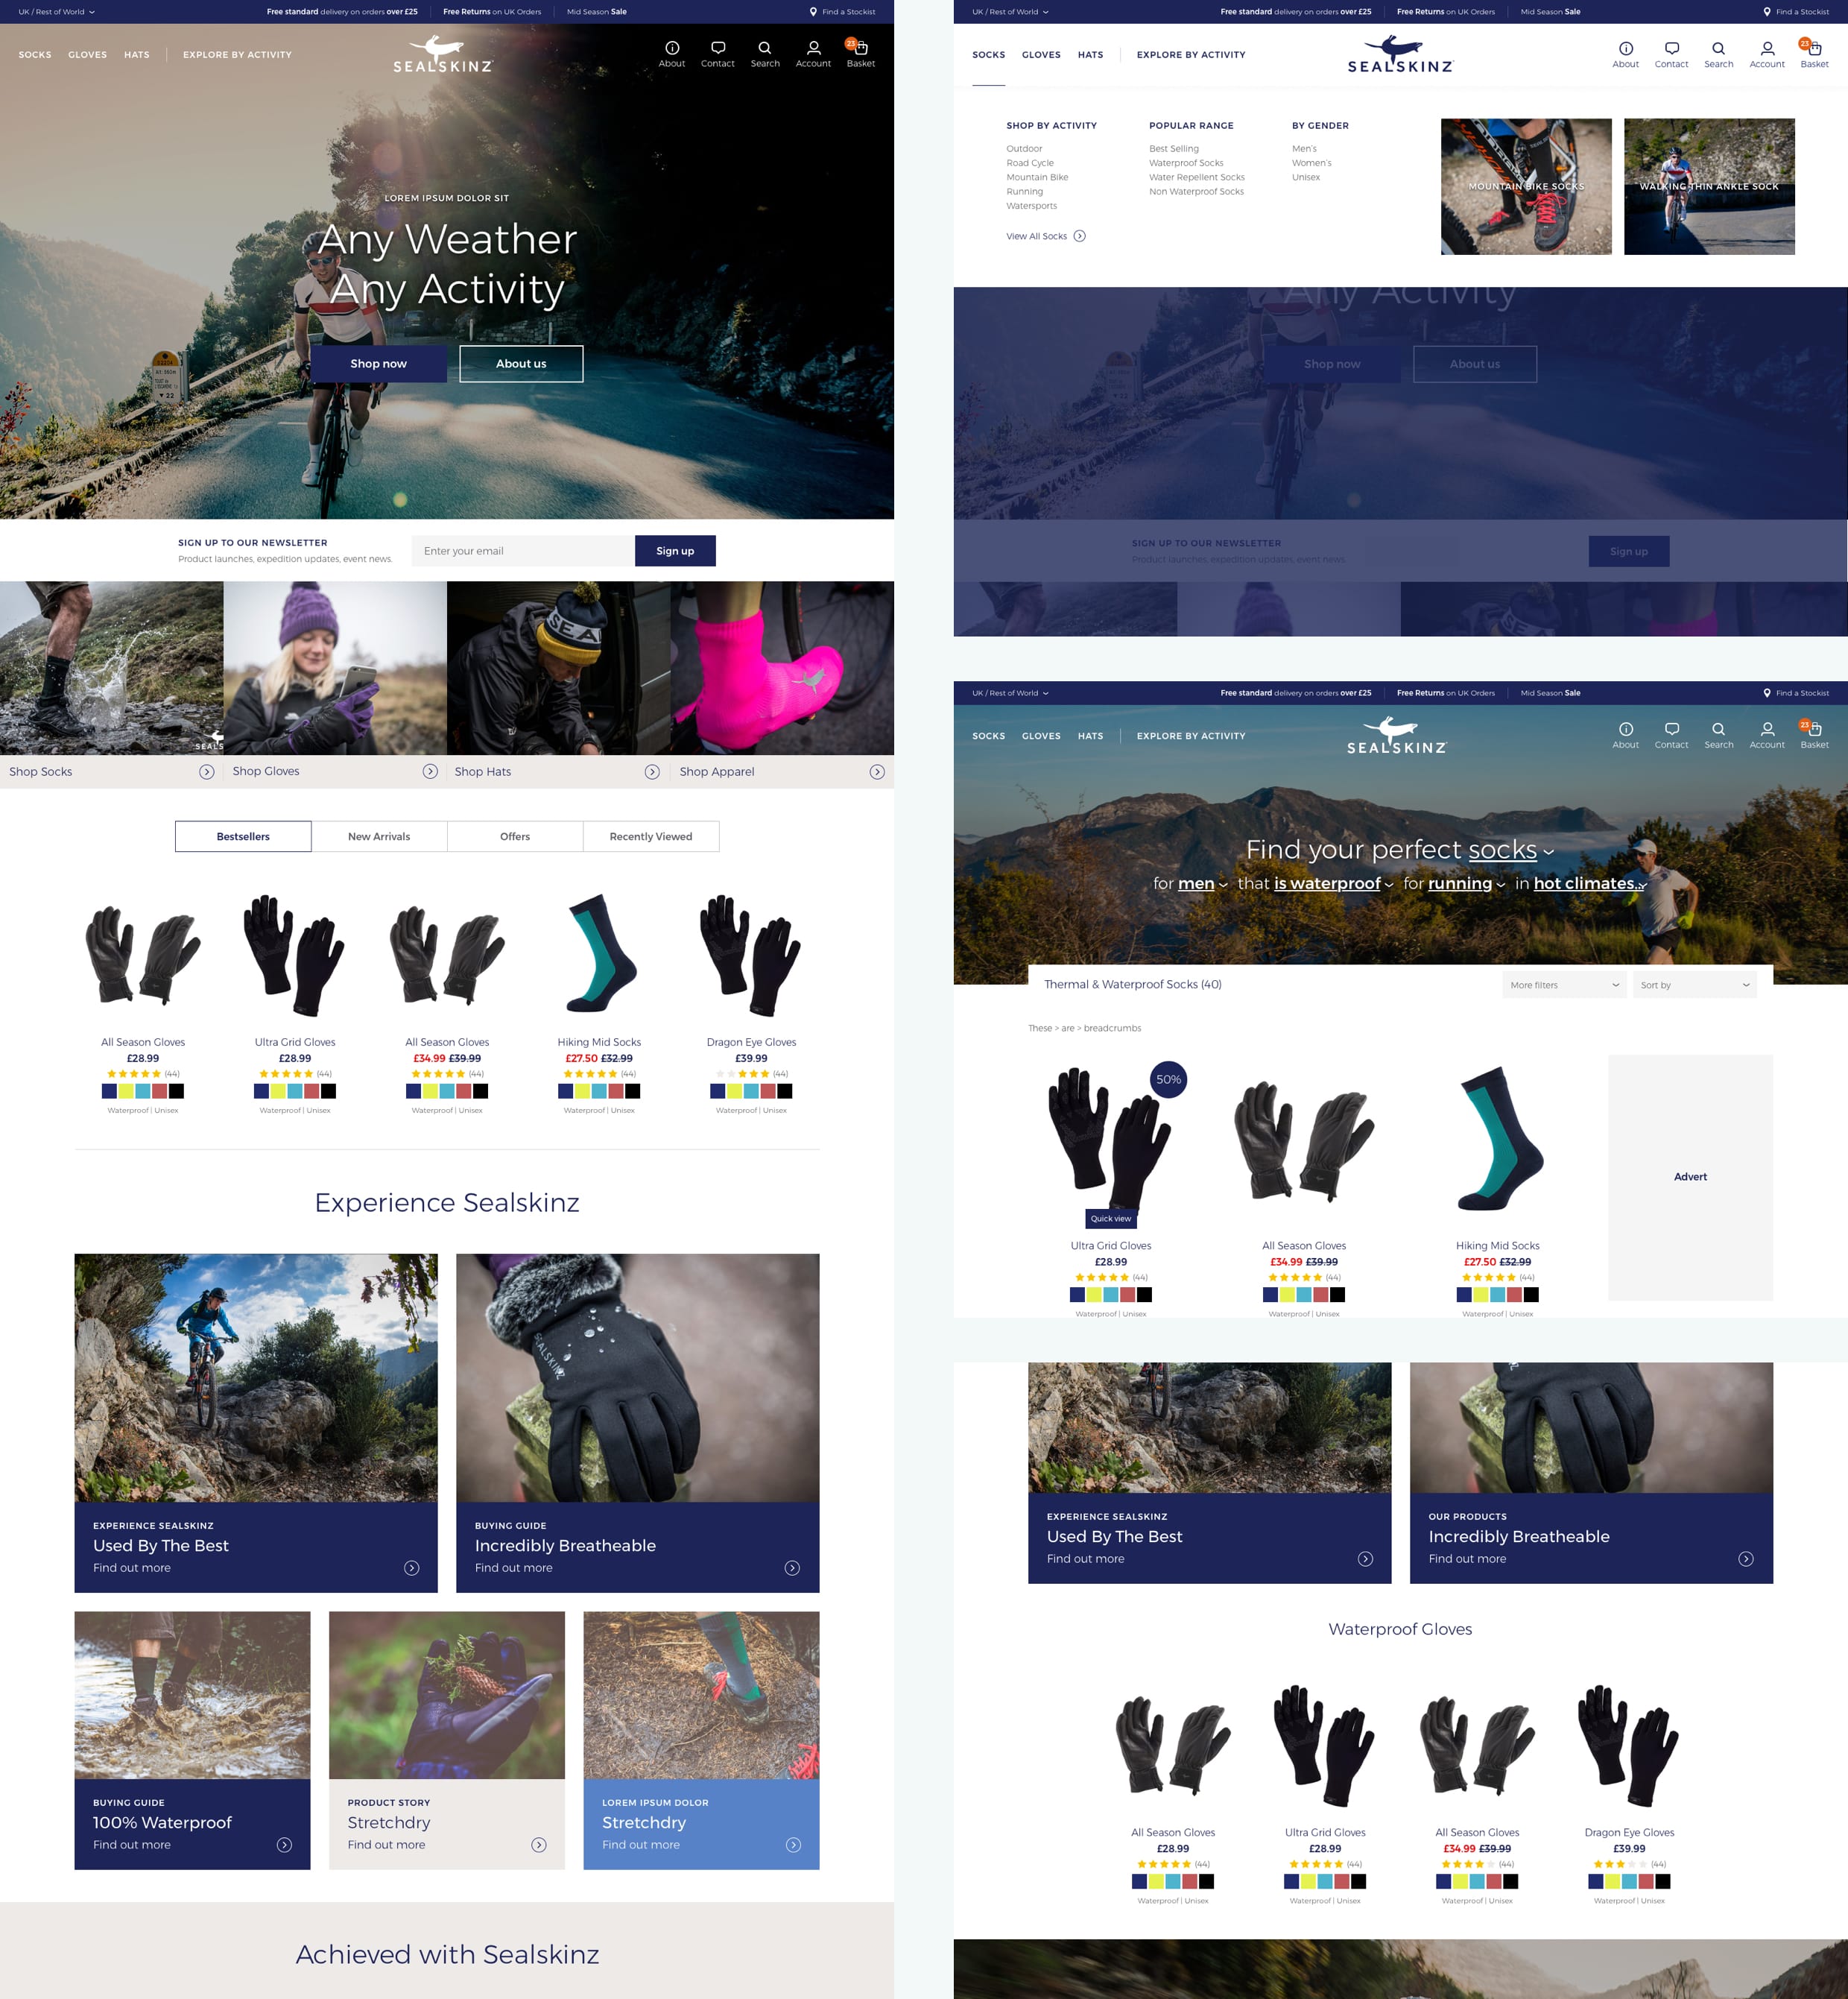 UK / Rest of World
Free standard delivery on orders over £25
Free Returns on UK Orders
Mid Season Sale
Find a Stockist
SOCKS GLOVES HATS EXPLORE BY ACTIVITY
SEALSKINZ
About Contact Search Account Basket
23
LOREM IPSUM DOLOR SIT
Any Weather
Any Activity
Shop now
About us
SIGN UP TO OUR NEWSLETTER
Product launches, expedition updates, event news.
Enter your email
Sign up
SEA
SEALS
Shop Socks
Shop Gloves
Shop Hats
Shop Apparel
Bestsellers New Arrivals Offers Recently Viewed
All Season Gloves
£28.99
(44)
Waterproof | Unisex
Ultra Grid Gloves
£28.99
(44)
Waterproof | Unisex
All Season Gloves
£34.99 £39.99
(44)
Waterproof | Unisex
Hiking Mid Socks
£27.50 £32.99
(44)
Waterproof | Unisex
Dragon Eye Gloves
£39.99
(44)
Waterproof | Unisex
Experience Sealskinz
SEALSKINZ
EXPERIENCE SEALSKINZ
Used By The Best
Find out more
BUYING GUIDE
Incredibly Breatheable
Find out more
BUYING GUIDE
100% Waterproof
Find out more
PRODUCT STORY
Stretchdry
Find out more
LOREM IPSUM DOLOR
Stretchdry
Find out more
Achieved with Sealskinz
UK / Rest of World
Free standard delivery on orders over £25
Free Returns on UK Orders
Mid Season Sale
Find a Stockist
SOCKS GLOVES HATS EXPLORE BY ACTIVITY
SEALSKINZ
About Contact Search Account Basket
23
SHOP BY ACTIVITY
Outdoor
Road Cycle
Mountain Bike
Running
Watersports
View All Socks
POPULAR RANGE
Best Selling
Waterproof Socks
Water Repellent Socks
Non Waterproof Socks
BY GENDER
Men's
Women's
Unisex
MOUNTAIN BIKE SOCKS
WALKING THIN ANKLE SOCK
Any Activity
Shop now
About us
SIGN UP TO OUR NEWSLETTER
Product launches, expedition updates, event news.
Sign up
UK / Rest of World
Free standard delivery on orders over £25
Free Returns on UK Orders
Mid Season Sale
Find a Stockist
SOCKS GLOVES HATS EXPLORE BY ACTIVITY
SEALSKINZ
About Contact Search Account Basket
23
Find your perfect socks
for men that is waterproof for running in hot climates..
Thermal & Waterproof Socks (40)
More filters
Sort by
These > are > breadcrumbs
50%
Quick view
Ultra Grid Gloves
£28.99
(44)
Waterproof | Unisex
All Season Gloves
£34.99 £39.99
(44)
Waterproof | Unisex
Hiking Mid Socks
£27.50 £32.99
(44)
Waterproof | Unisex
Advert
EXPERIENCE SEALSKINZ
Used By The Best
Find out more
OUR PRODUCTS
Incredibly Breatheable
Find out more
Waterproof Gloves
All Season Gloves
£28.99
(44)
Waterproof | Unisex
Ultra Grid Gloves
£28.99
(44)
Waterproof | Unisex
All Season Gloves
£34.99 £39.99
(44)
Waterproof | Unisex
Dragon Eye Gloves
£39.99
(44)
Waterproof | Unisex